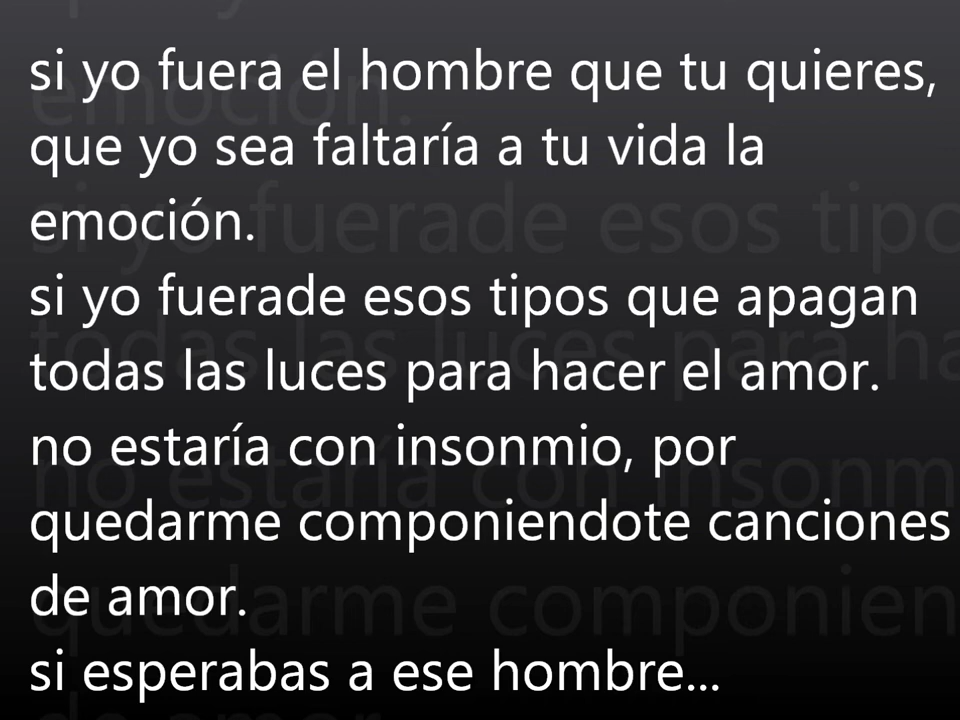 si yo fuera el hombre que tu quieres,
que yo sea faltaría a tu vida la
emoción.
si yo fuerade esos tipos que apagan
todas las luces para hacer el amor.
no estaría con insonmio, por
quedarme componiendote canciones
de amor.
si esperabas a ese hombre...